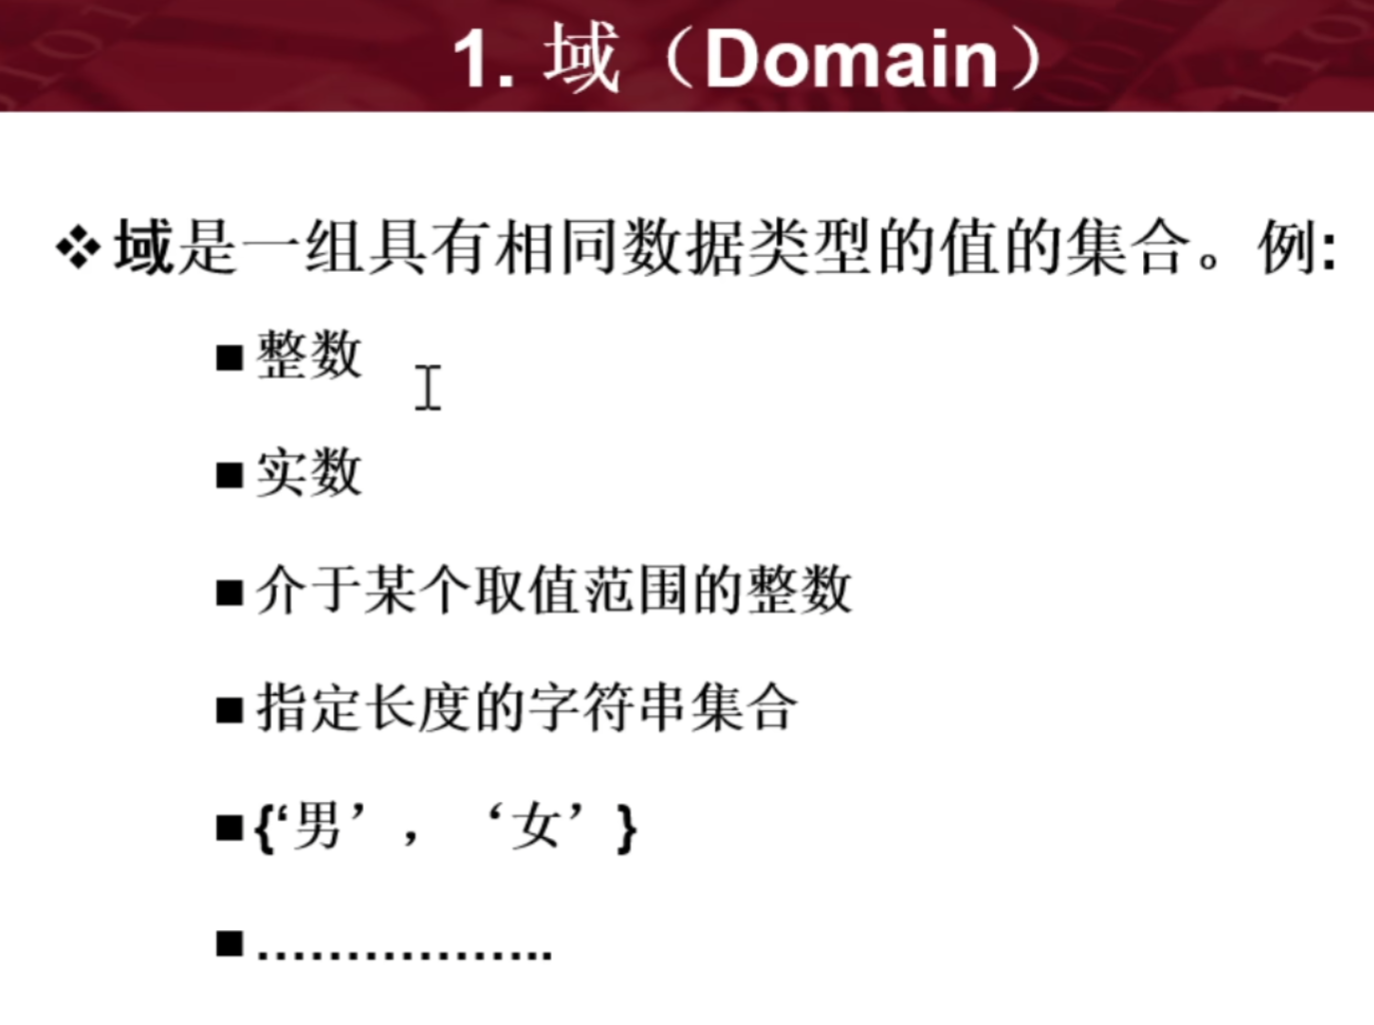 1. 域（Domain）
❖域是一组具有相同数据类型的值的集合。例:
■整数
■实数
■介于某个取值范围的整数
■指定长度的字符串集合
■{‘男’，‘女’}
■……………..